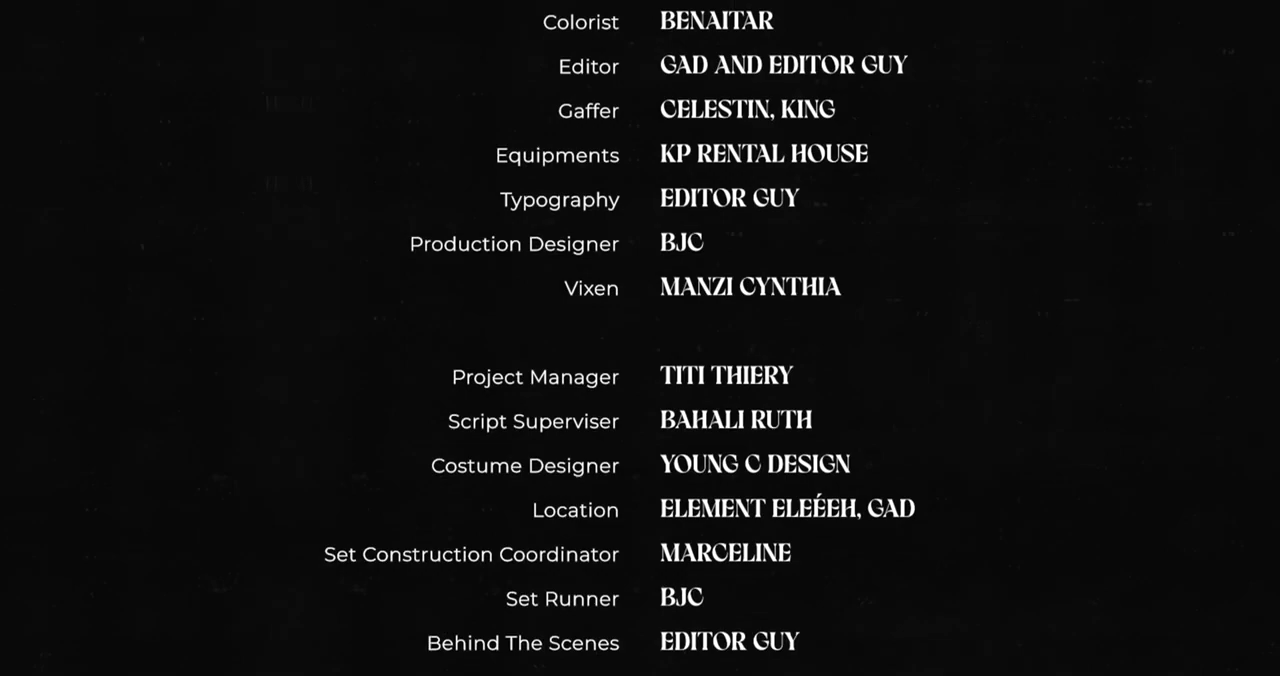 Colorist BENAITAR
Editor GAD AND EDITOR GUY
Gaffer CELESTIN, KING
Equipments KP RENTAL HOUSE
Typography EDITOR GUY
Production Designer BJC
Vixen MANZI CYNTHIA
Project Manager TITI THIERY
Script Superviser BAHALI RUTH
Costume Designer YOUNG C DESIGN
Location ELEMENT ELEÉEH, GAD
Set Construction Coordinator MARCELINE
Set Runner BJC
Behind The Scenes EDITOR GUY